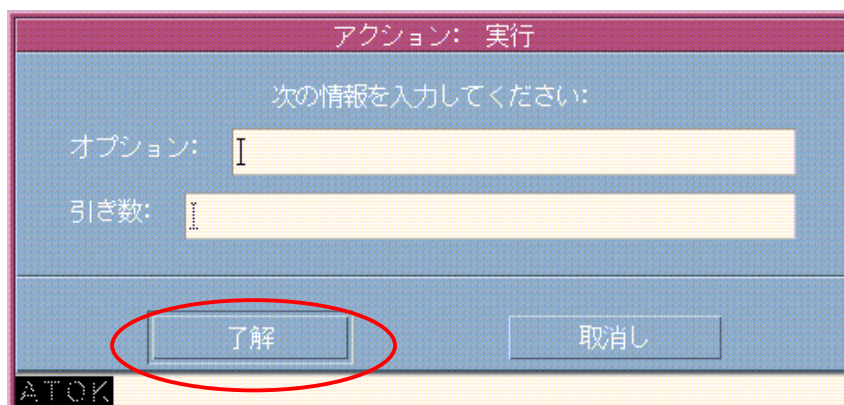 アクション: 実行
次の情報を入力してください:
オプション:
引き数:
了解 取消し
ATOK